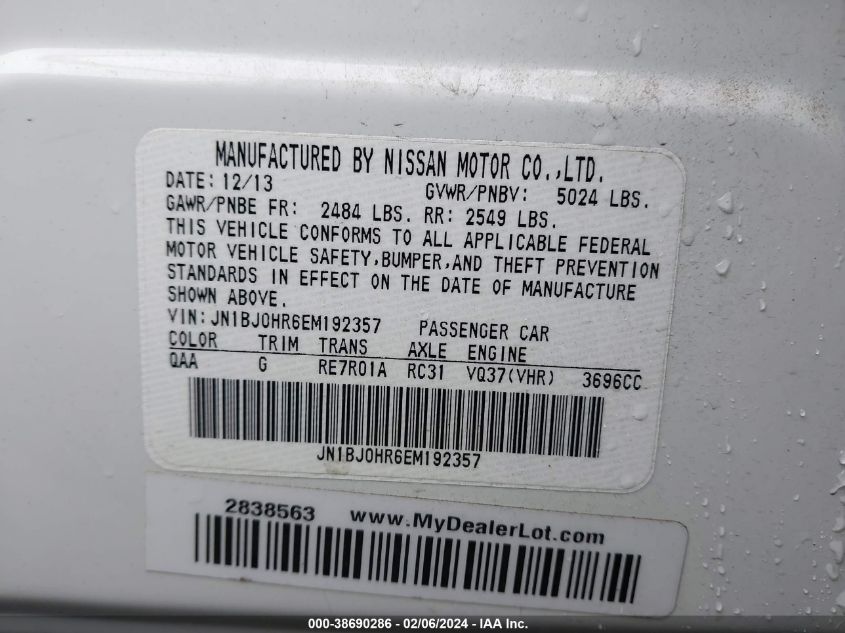 MANUFACTURED BY NISSAN MOTOR CO.,LTD.
DATE: 12/13 GVWR/PNBV: 5024 LBS.
GAWR/PNBE FR: 2484 LBS. RR: 2549 LBS.
THIS VEHICLE CONFORMS TO ALL APPLICABLE FEDERAL
MOTOR VEHICLE SAFETY,BUMPER,AND THEFT PREVENTION
STANDARDS IN EFFECT ON THE DATE OF MANUFACTURE
SHOWN ABOVE.
VIN: JN1BJ0HR6EM192357 PASSENGER CAR
COLOR TRIM TRANS AXLE ENGINE
QAA G RE7R01A RC31 VQ37(VHR) 3696CC
JN1BJ0HR6EM192357
2838563 www.MyDealerLot.com
000-38690286 - 02/06/2024 - IAA Inc.